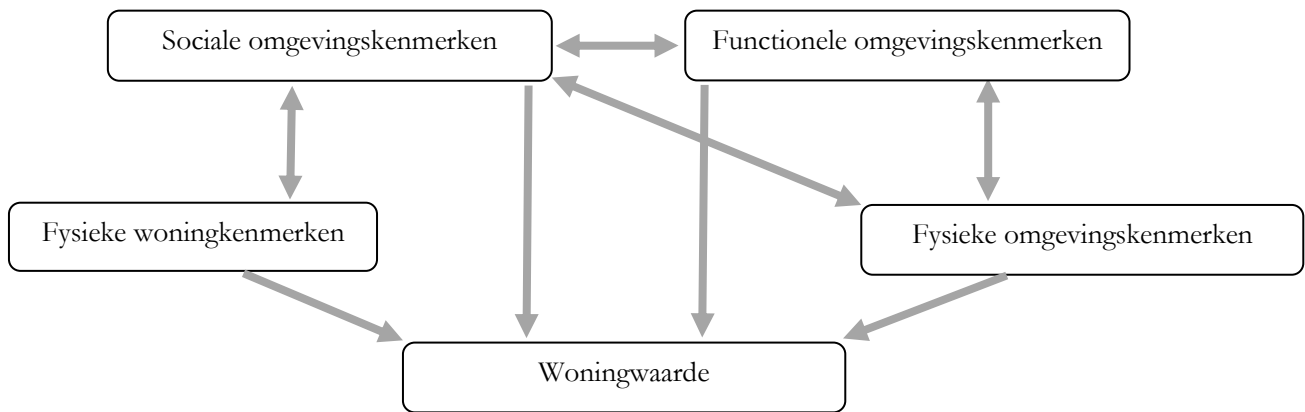 Sociale omgevingskenmerken
Functionele omgevingskenmerken
Fysieke woningkenmerken
Fysieke omgevingskenmerken
Woningwaarde